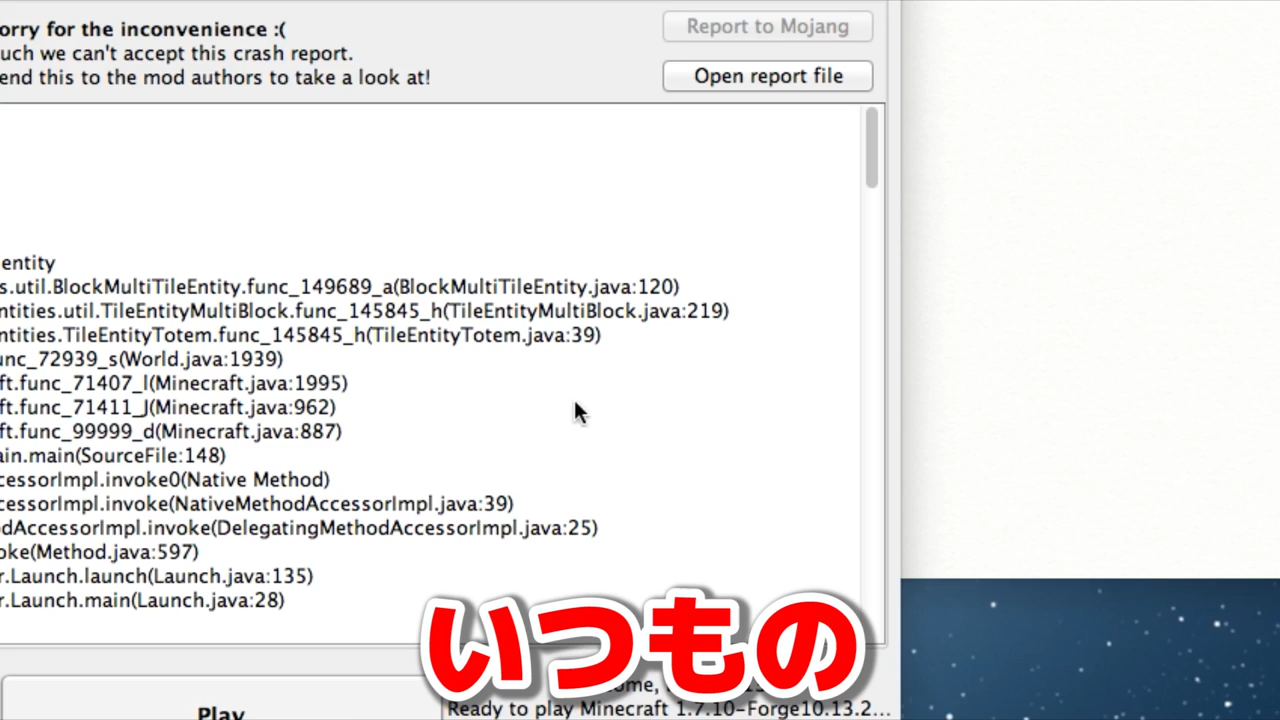 orry for the inconvenience :(
uch we can't accept this crash report.
end this to the mod authors to take a look at!
Report to Mojang
Open report file
entity
s.util.BlockMultiTileEntity.func_149689_a(BlockMultiTileEntity.java:120)
ntities.util.TileEntityMultiBlock.func_145845_h(TileEntityMultiBlock.java:219)
ntities.TileEntityTotem.func_145845_h(TileEntityTotem.java:39)
unc_72939_s(World.java:1939)
ft.func_71407_l(Minecraft.java:1995)
ft.func_71411_J(Minecraft.java:962)
ft.func_99999_d(Minecraft.java:887)
ain.main(SourceFile:148)
cessorImpl.invoke0(Native Method)
cessorImpl.invoke(NativeMethodAccessorImpl.java:39)
odAccessorImpl.invoke(DelegatingMethodAccessorImpl.java:25)
oke(Method.java:597)
r.Launch.launch(Launch.java:135)
r.Launch.main(Launch.java:28)
いつもの
Play
Ready to play Minecraft 1.7.10-Forge10.13.2...